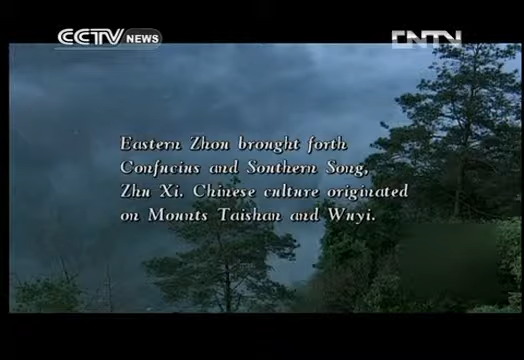 CCTV NEWS
CNTV
Eastern Zhou brought forth
Confucius and Southern Song,
Zhu Xi. Chinese culture originated
on Mounts Taishan and Wuyi.